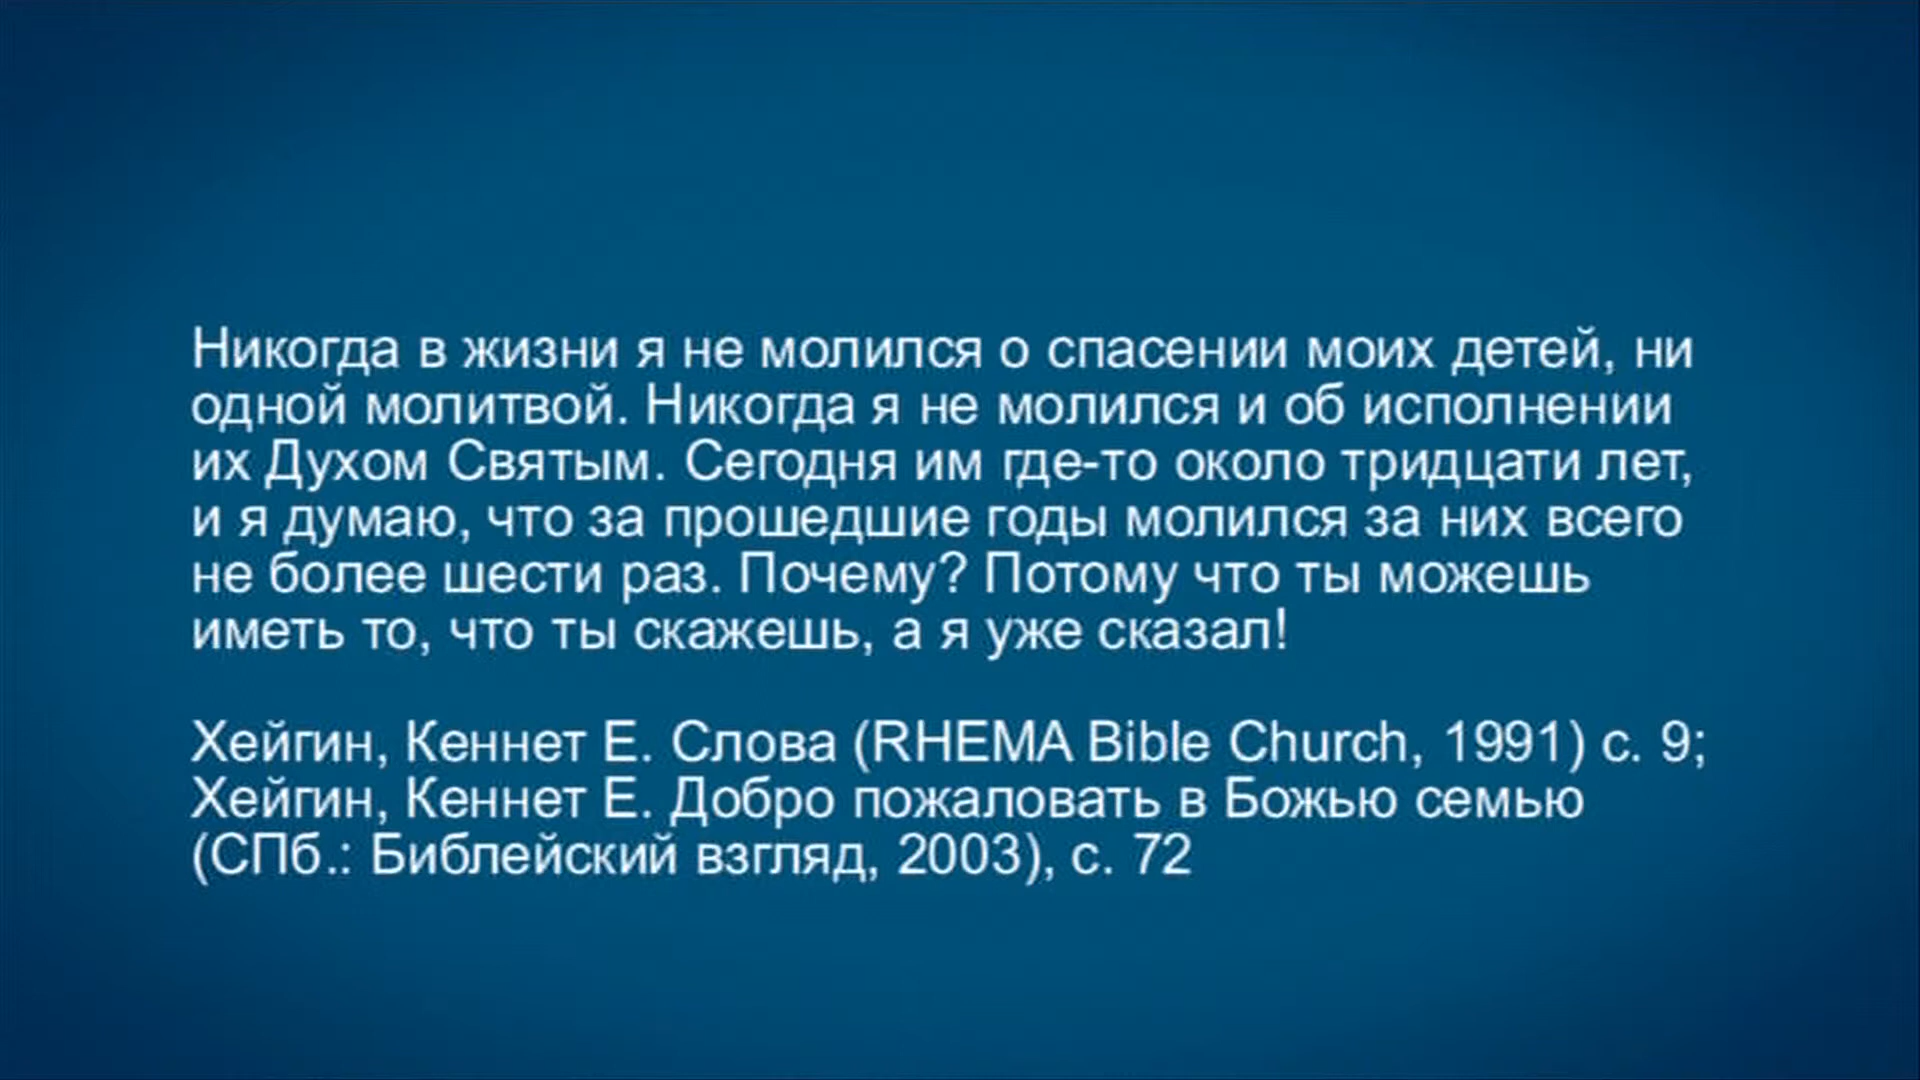 Никогда в жизни я не молился о спасении моих детей, ни
одной молитвой. Никогда я не молился и об исполнении
их Духом Святым. Сегодня им где-то около тридцати лет,
и я думаю, что за прошедшие годы молился за них всего
не более шести раз. Почему? Потому что ты можешь
иметь то, что ты скажешь, а я уже сказал!
Хейгин, Кеннет Е. Слова (RHEMA Bible Church, 1991) с. 9;
Хейгин, Кеннет Е. Добро пожаловать в Божью семью
(СПб.: Библейский взгляд, 2003), с. 72